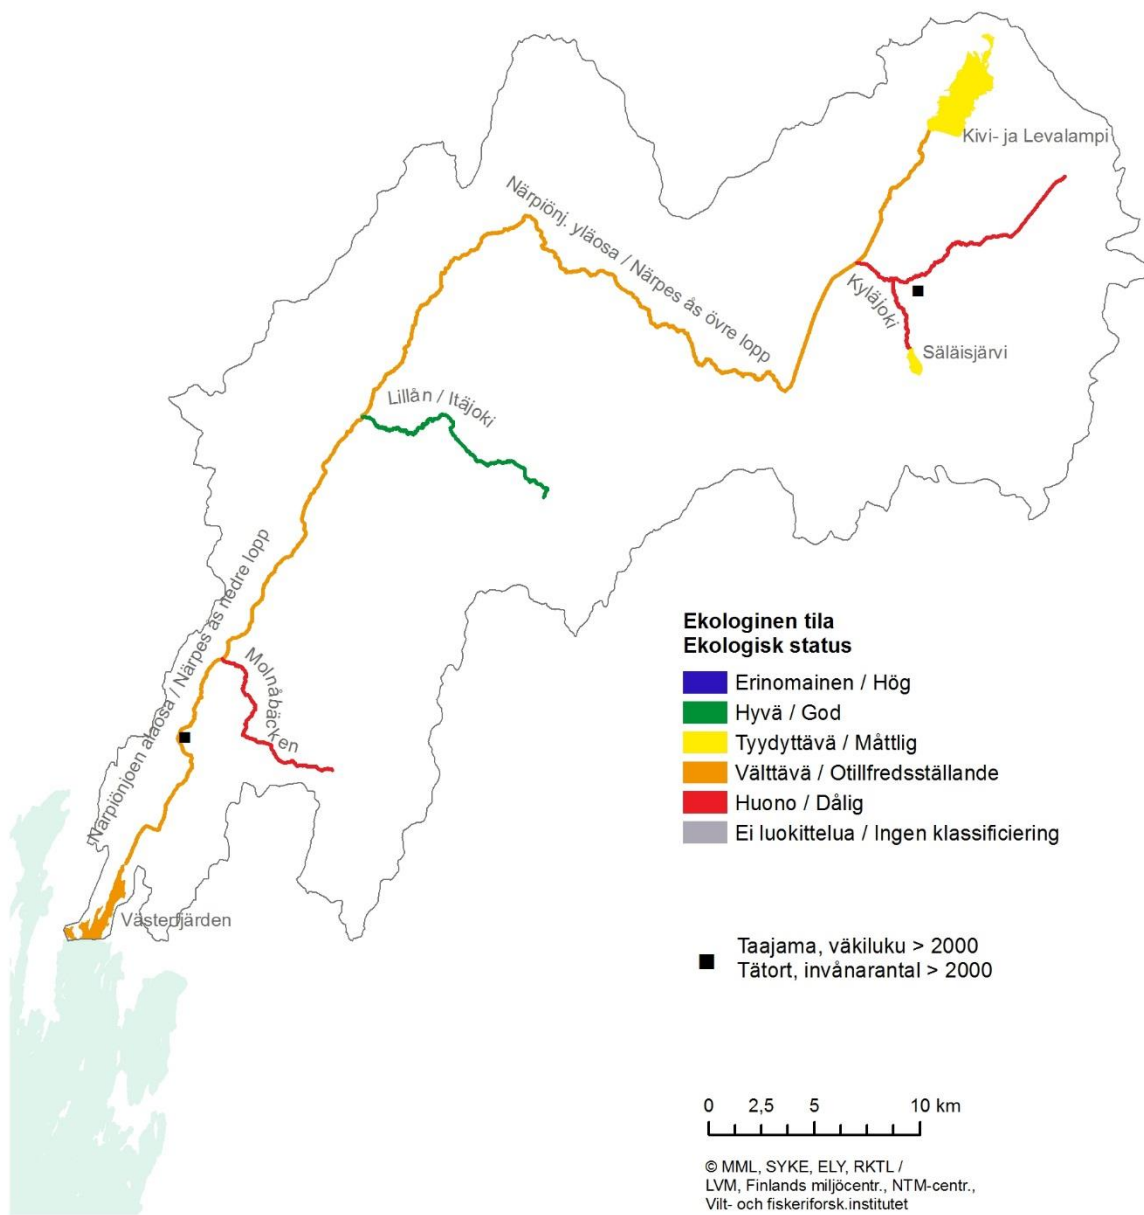 Kivi- ja Levalampi
Närpiönj. yläosa / Närpes ås övre lopp
Kyläjoki
Säläisjärvi
Lillån / Itäjoki
Närpiönjoen alaosa / Närpes ås nedre lopp
Molnåbäcken
Västerfjärden
Ekologinen tila
Ekologisk status
Erinomainen / Hög
Hyvä / God
Tyydyttävä / Måttlig
Välttävä / Otillfredsställande
Huono / Dålig
Ei luokittelua / Ingen klassificiering
Taajama, väkiluku > 2000
Tätort, invånarantal > 2000
0 2,5 5 10 km
© MML, SYKE, ELY, RKTL /
LVM, Finlands miljöcentr., NTM-centr.,
Vilt- och fiskeriforsk.institutet